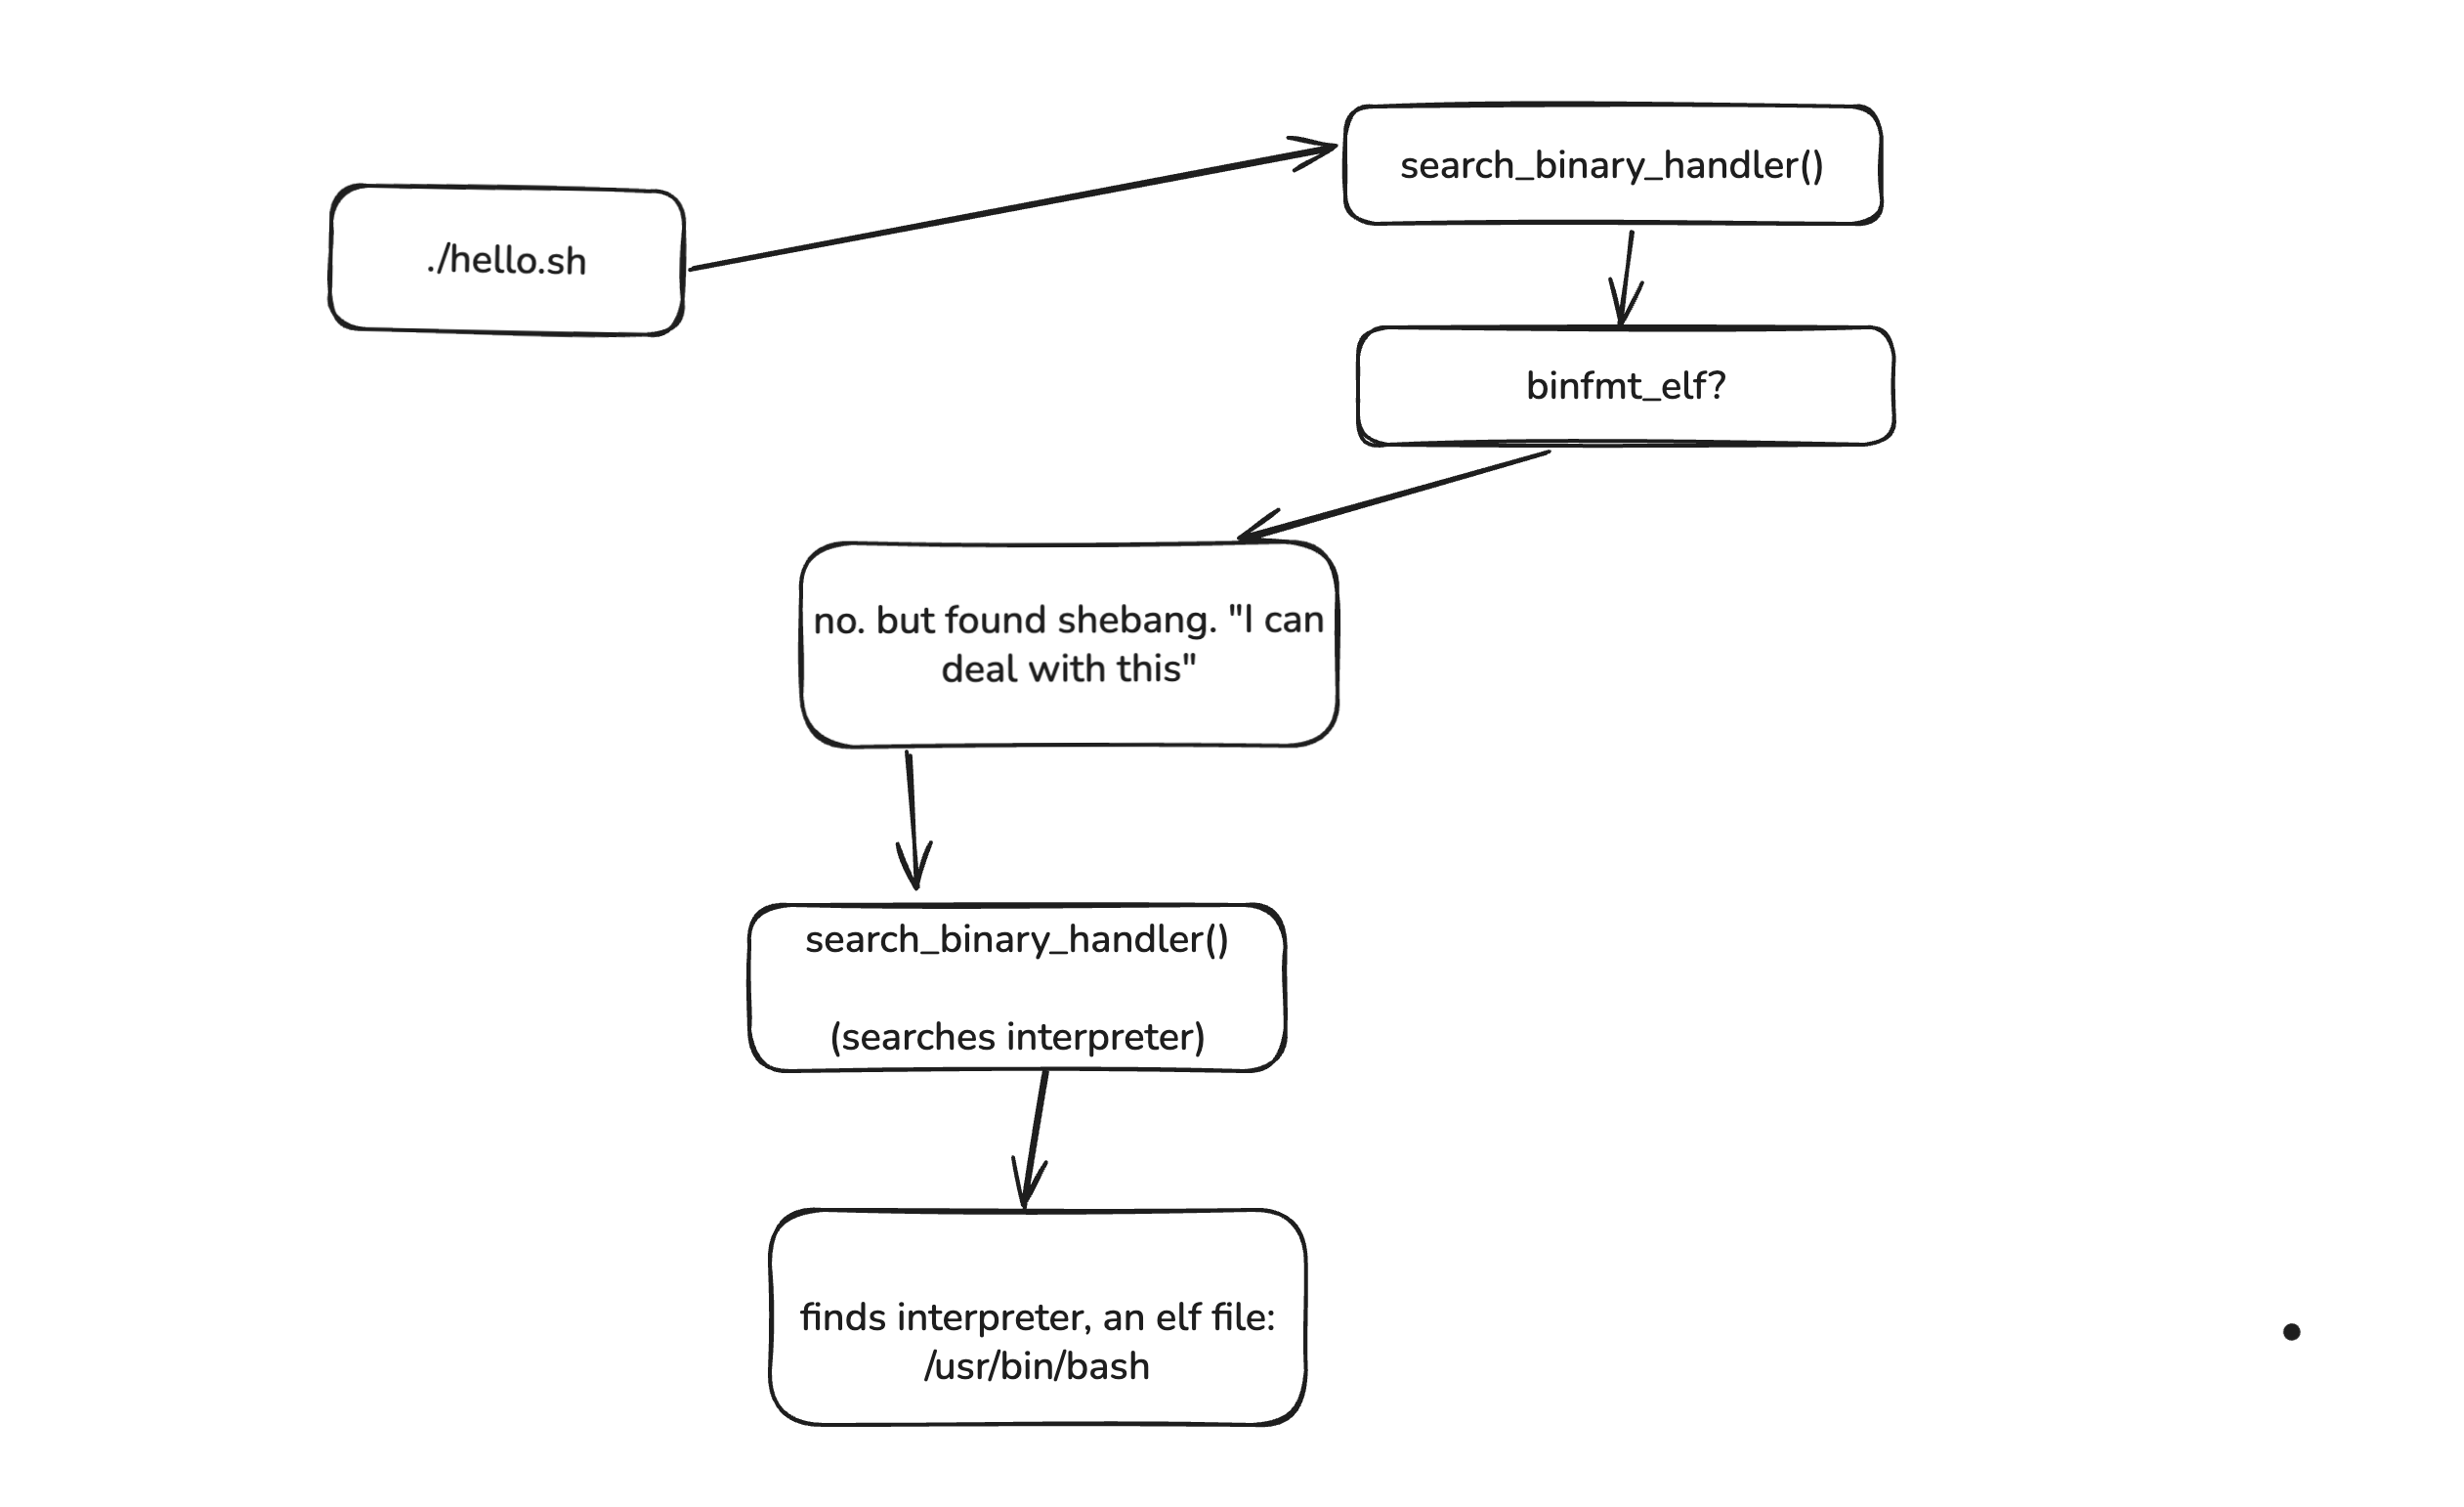 ./hello.sh
search_binary_handler()
binfmt_elf?
no. but found shebang. "I can
deal with this"
search_binary_handler()
(searches interpreter)
finds interpreter, an elf file:
/usr/bin/bash